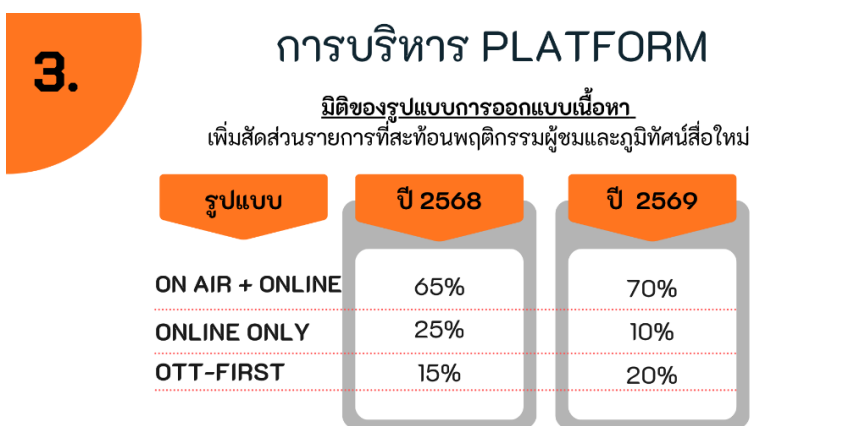 3.
การบริหาร PLATFORM
มิติของรูปแบบการออกแบบเนื้อหา
เพิ่มสัดส่วนรายการที่สะท้อนพฤติกรรมผู้ชมและภูมิทัศน์สื่อใหม่
รูปแบบ ปี 2568 ปี 2569
ON AIR + ONLINE 65% 70%
ONLINE ONLY 25% 10%
OTT-FIRST 15% 20%